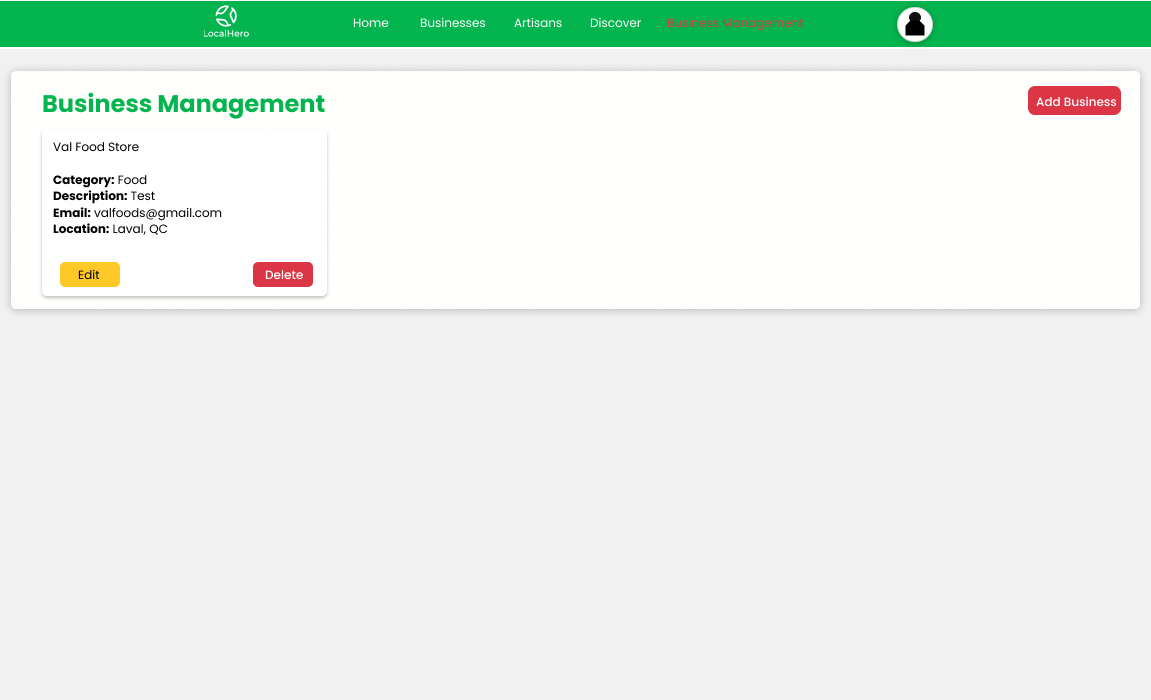 LocalHero
Home Businesses Artisans Discover Business Management
Business Management
Add Business
Val Food Store
Category: Food
Description: Test
Email: valfoods@gmail.com
Location: Laval, QC
Edit Delete